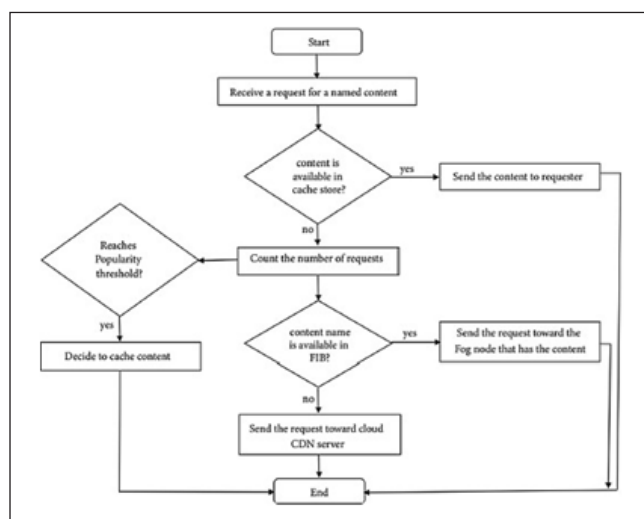 Start
Receive a request for a named content
content is
available in
cache store?
yes
Send the content to requester
no
Reaches
Popularity
threshold?
Count the number of requests
yes
Decide to cache content
content name
is available in
FIB?
yes
Send the request toward the
Fog node that has the content
no
Send the request toward cloud
CDN server
End